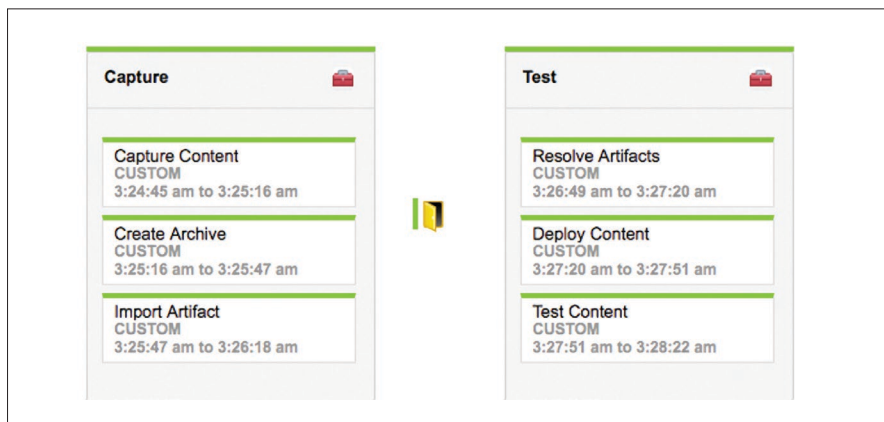 Capture
Capture Content
CUSTOM
3:24:45 am to 3:25:16 am
Create Archive
CUSTOM
3:25:16 am to 3:25:47 am
Import Artifact
CUSTOM
3:25:47 am to 3:26:18 am
Test
Resolve Artifacts
CUSTOM
3:26:49 am to 3:27:20 am
Deploy Content
CUSTOM
3:27:20 am to 3:27:51 am
Test Content
CUSTOM
3:27:51 am to 3:28:22 am